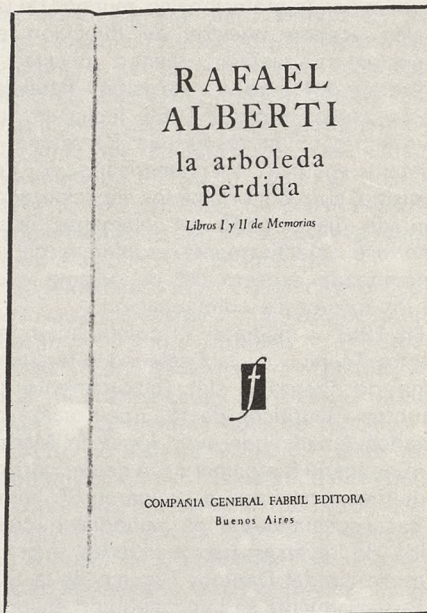 RAFAEL
ALBERTI
la arboleda
perdida
Libros I y II de Memorias
f
COMPAÑIA GENERAL FABRIL EDITORA
Buenos Aires